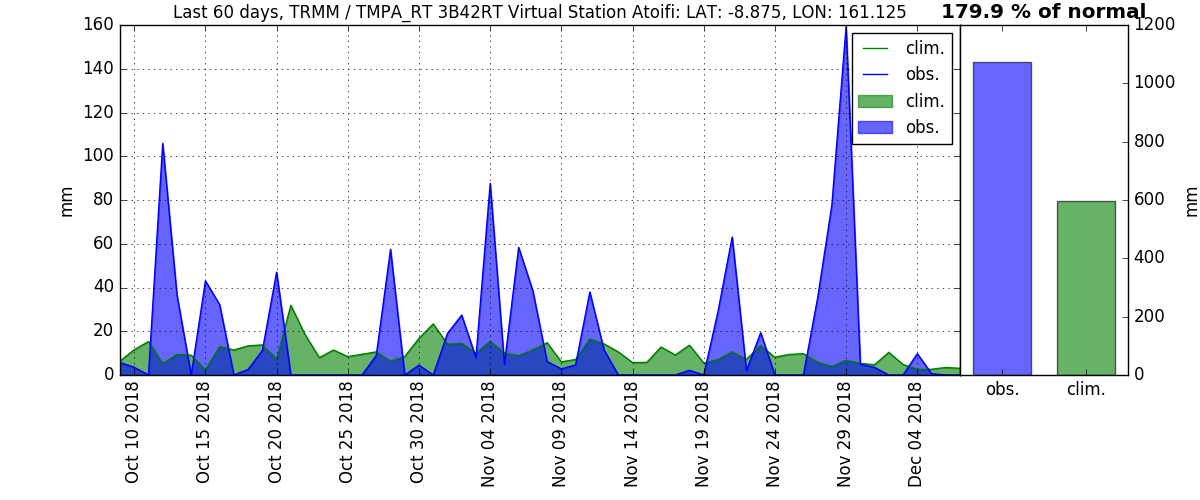 Last 60 days, TRMM / TMPA_RT 3B42RT Virtual Station Atoifi: LAT: -8.875, LON: 161.125
179.9 % of normal
160
140
120
100
80
60
40
20
0
mm
clim.
obs.
clim.
obs.
1200
1000
800
600
400
200
0
mm
obs.
clim.
Oct 10 2018
Oct 15 2018
Oct 20 2018
Oct 25 2018
Oct 30 2018
Nov 04 2018
Nov 09 2018
Nov 14 2018
Nov 19 2018
Nov 24 2018
Nov 29 2018
Dec 04 2018